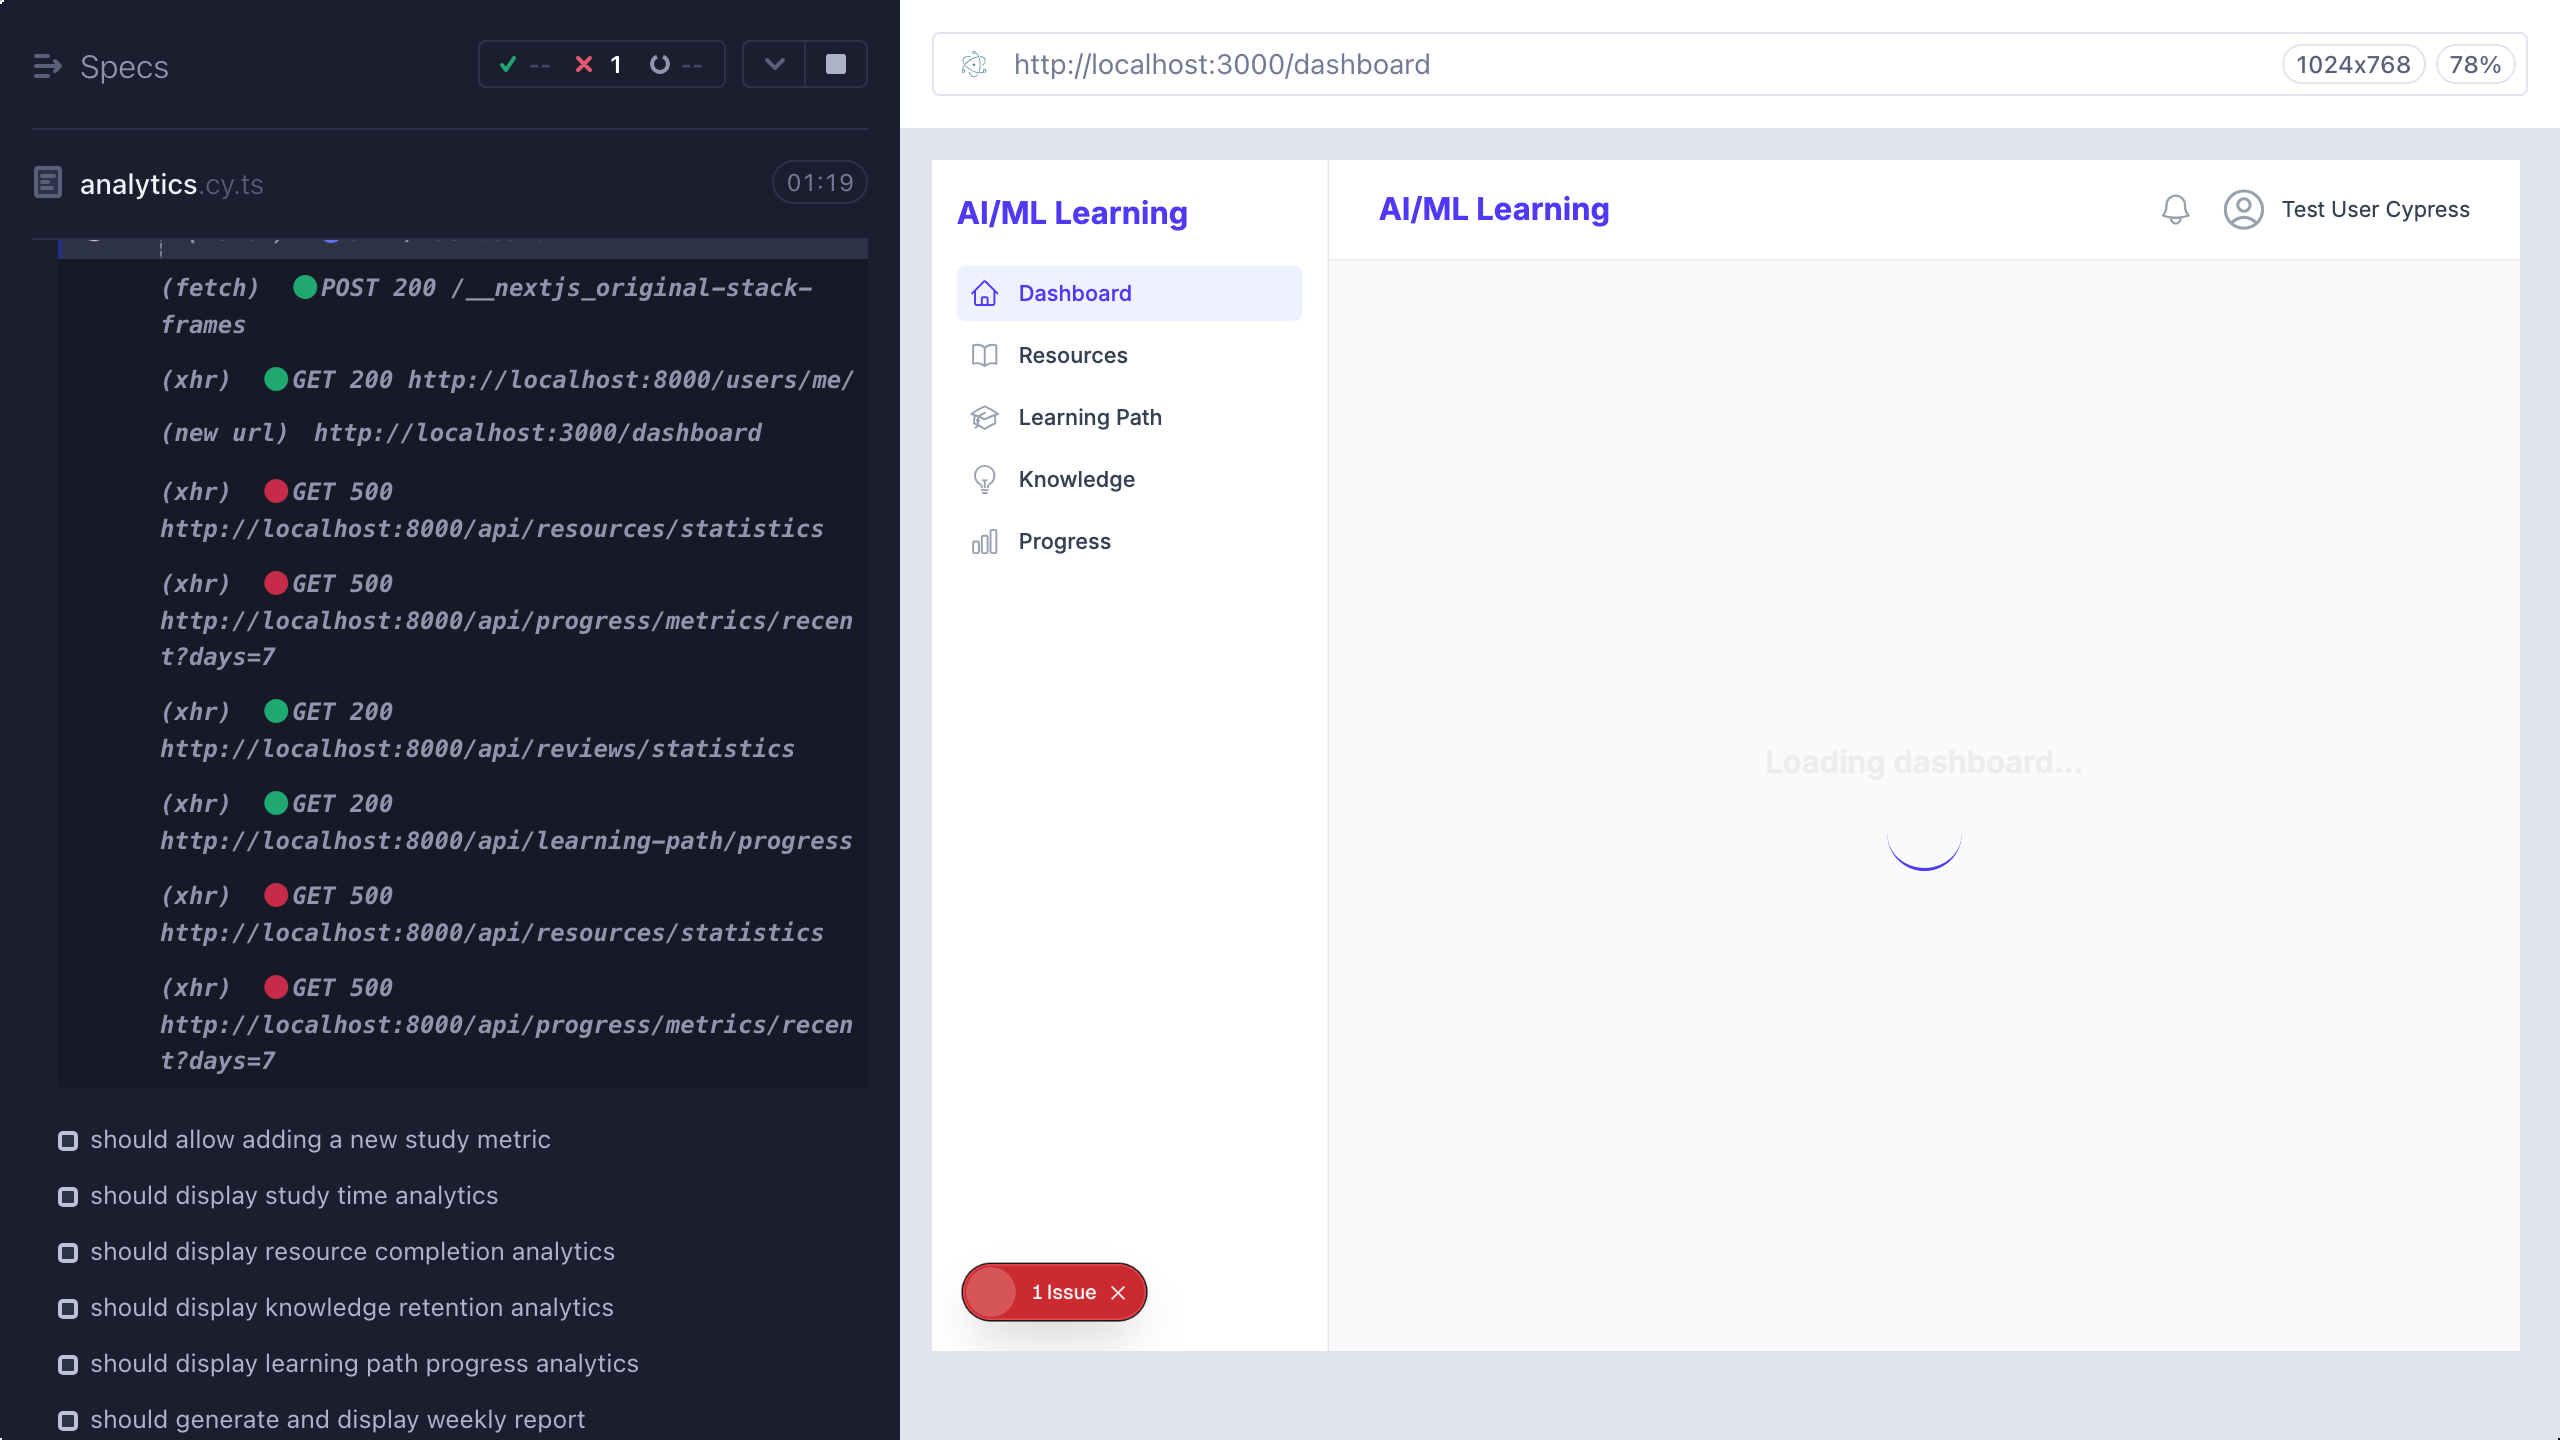 Specs
-- 1 --
analytics.cy.ts
01:19
(fetch) POST 200 /__nextjs_original-stack-
frames
(xhr) GET 200 http://localhost:8000/users/me/
(new url) http://localhost:3000/dashboard
(xhr) GET 500
http://localhost:8000/api/resources/statistics
(xhr) GET 500
http://localhost:8000/api/progress/metrics/recen
t?days=7
(xhr) GET 200
http://localhost:8000/api/reviews/statistics
(xhr) GET 200
http://localhost:8000/api/learning-path/progress
(xhr) GET 500
http://localhost:8000/api/resources/statistics
(xhr) GET 500
http://localhost:8000/api/progress/metrics/recen
t?days=7
should allow adding a new study metric
should display study time analytics
should display resource completion analytics
should display knowledge retention analytics
should display learning path progress analytics
should generate and display weekly report
http://localhost:3000/dashboard
1024x768
78%
AI/ML Learning
Dashboard
Resources
Learning Path
Knowledge
Progress
1 Issue
AI/ML Learning
Test User Cypress
Loading dashboard...